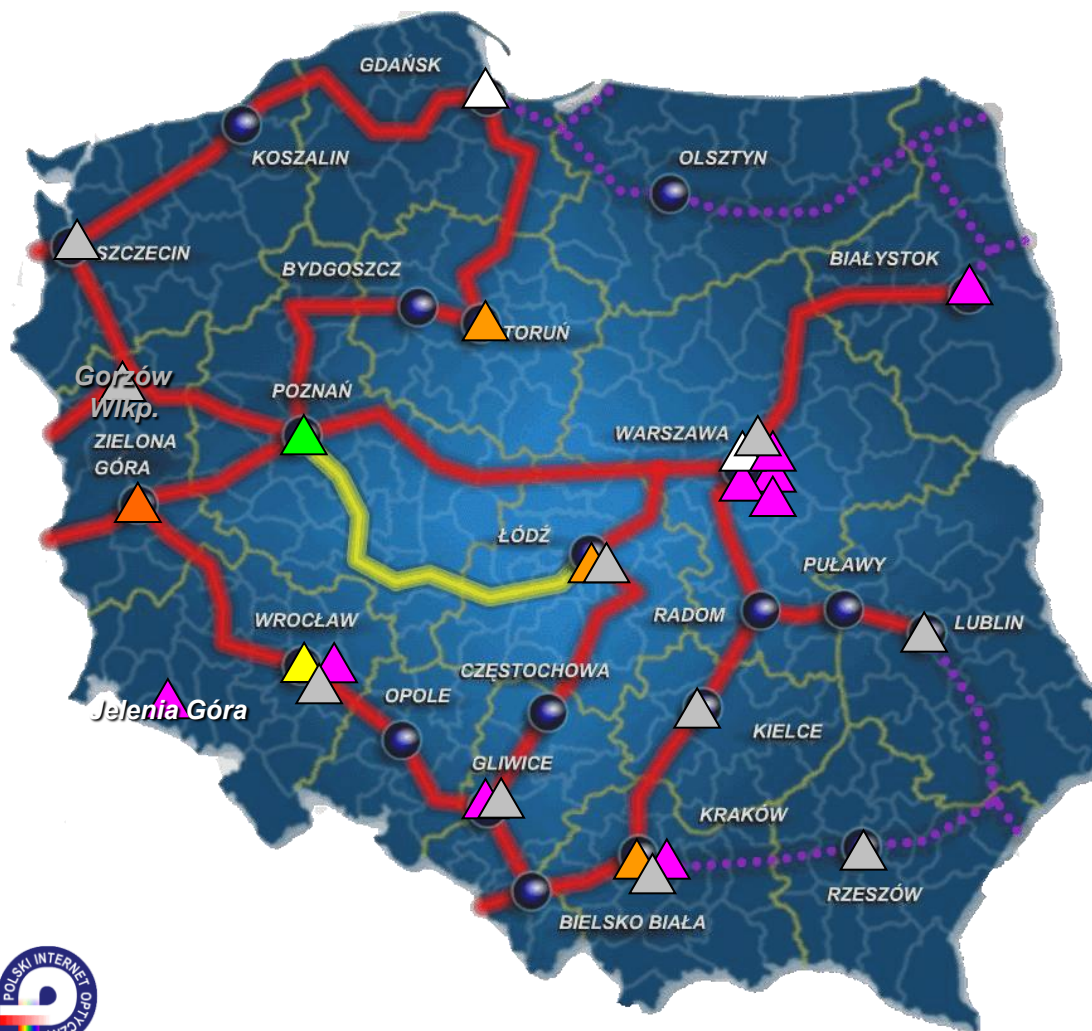 GDAŃSK
KOSZALIN
OLSZTYN
SZCZECIN
BYDGOSZCZ
BIAŁYSTOK
TORUŃ
Gorzów
Wlkp.
POZNAŃ
WARSZAWA
ZIELONA
GÓRA
ŁÓDŹ
PUŁAWY
RADOM
LUBLIN
WROCŁAW
CZĘSTOCHOWA
OPOLE
Jelenia Góra
KIELCE
GLIWICE
KRAKÓW
RZESZÓW
BIELSKO BIAŁA
POLSKI INTERNET